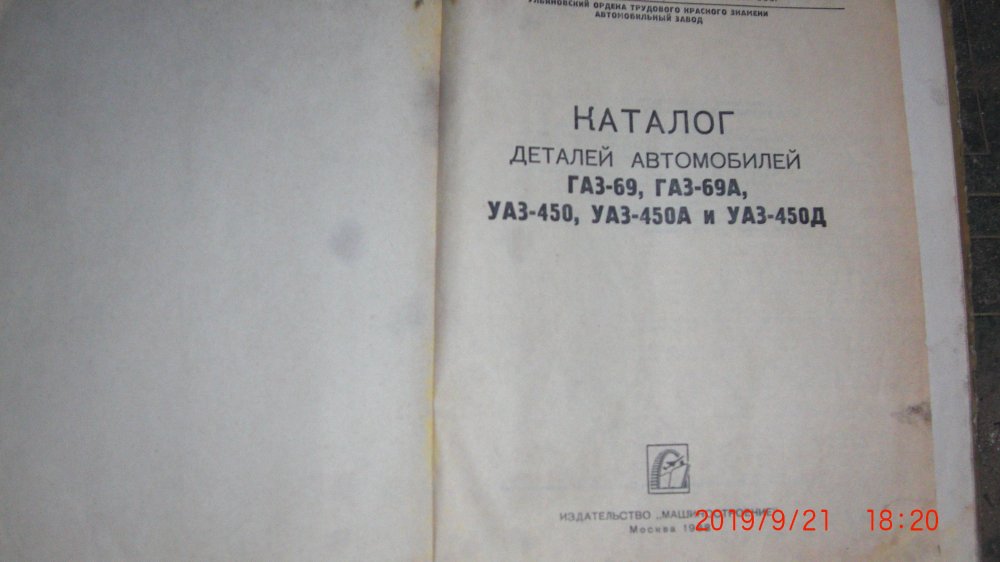 УЛЬЯНОВСКИЙ ОРДЕНА ТРУДОВОГО КРАСНОГО ЗНАМЕНИ
АВТОМОБИЛЬНЫЙ ЗАВОД
КАТАЛОГ
ДЕТАЛЕЙ АВТОМОБИЛЕЙ
ГАЗ-69, ГАЗ-69А,
УАЗ-450, УАЗ-450А и УАЗ-450Д
ИЗДАТЕЛЬСТВО „МАШИНОСТРОЕНИЕ"
Москва
2019/9/21 18:20